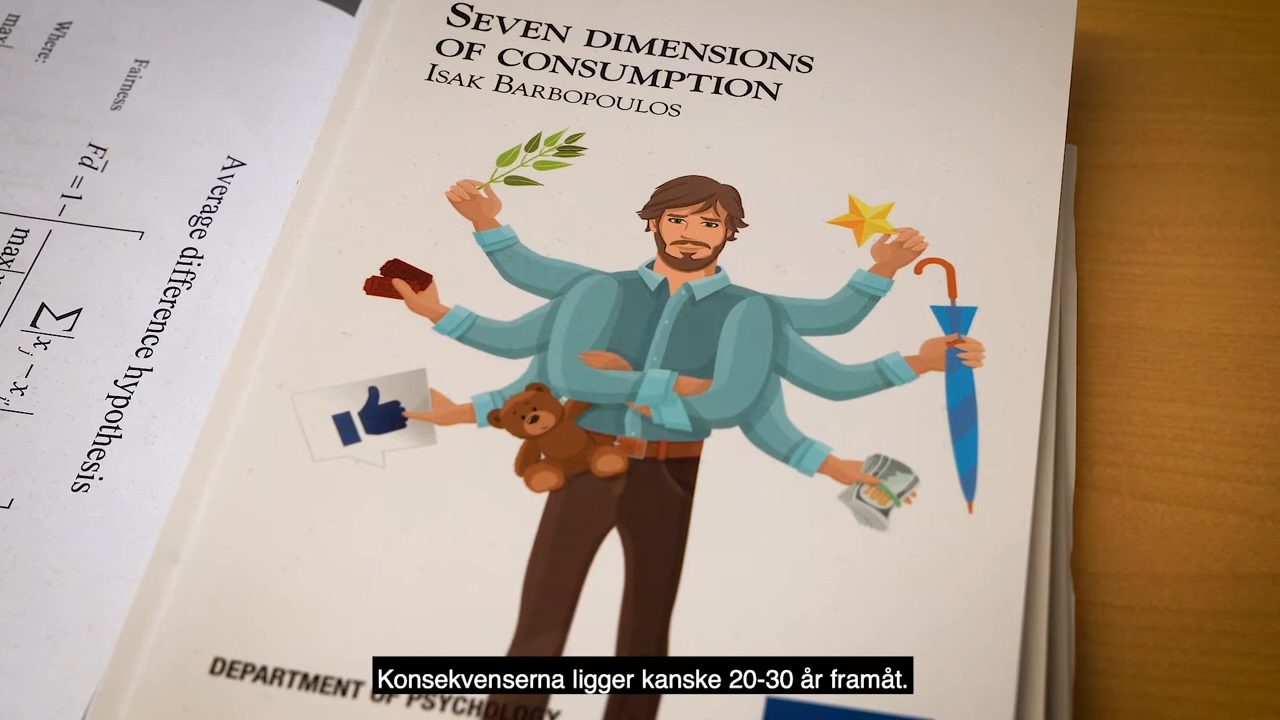 SEVEN DIMENSIONS
OF CONSUMPTION
ISAK BARBOPOULOS
Where:
Fairness
Average difference hypothesis
DEPARTMENT OF PSYCHOLOGY
Konsekvenserna ligger kanske 20-30 år framåt.